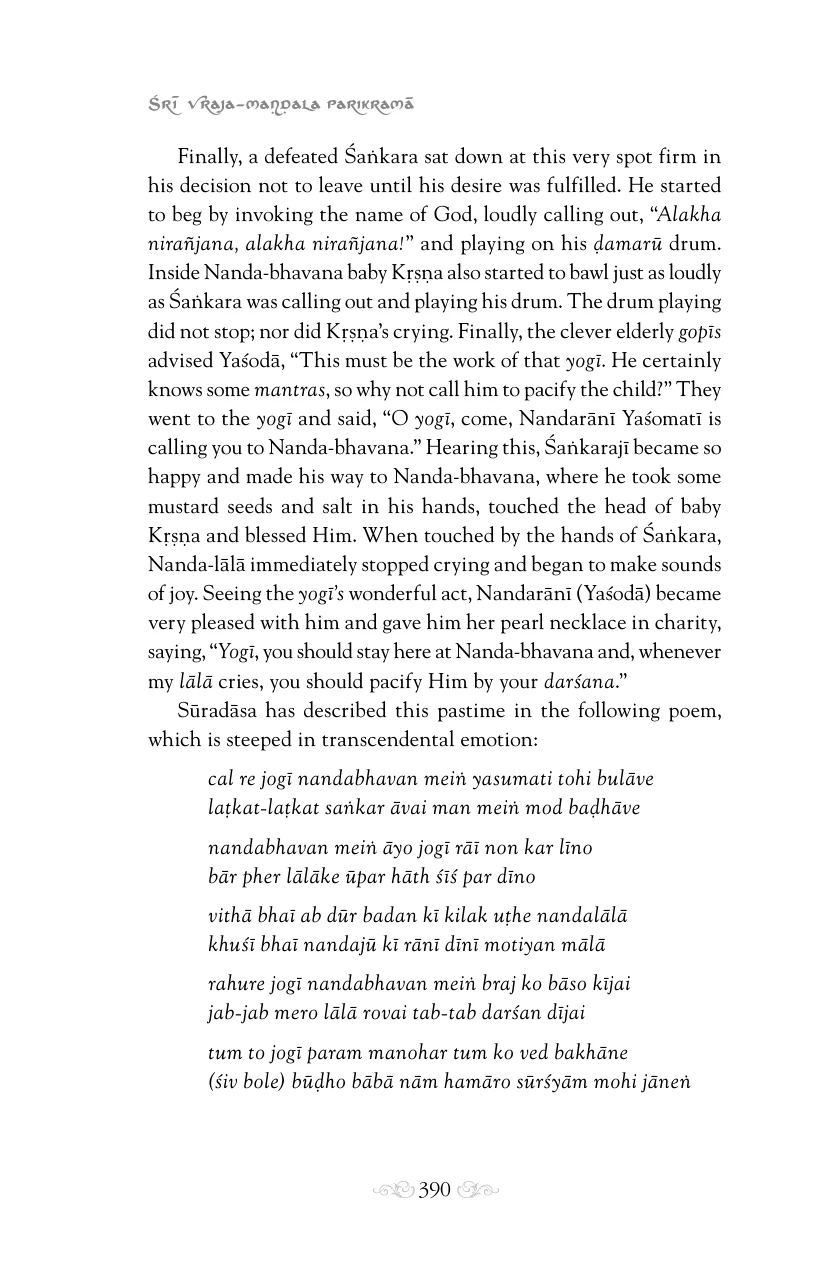 Śrī Vraja-maṇḍala Parikramā
Finally, a defeated Śaṅkara sat down at this very spot firm in
his decision not to leave until his desire was fulfilled. He started
to beg by invoking the name of God, loudly calling out, “Alakha
nirañjana, alakha nirañjana!” and playing on his ḍamarū drum.
Inside Nanda-bhavana baby Kṛṣṇa also started to bawl just as loudly
as Śaṅkara was calling out and playing his drum. The drum playing
did not stop; nor did Kṛṣṇa’s crying. Finally, the clever elderly gopīs
advised Yaśodā, “This must be the work of that yogī. He certainly
knows some mantras, so why not call him to pacify the child?” They
went to the yogī and said, “O yogī, come, Nandarānī Yaśomatī is
calling you to Nanda-bhavana.” Hearing this, Śaṅkarajī became so
happy and made his way to Nanda-bhavana, where he took some
mustard seeds and salt in his hands, touched the head of baby
Kṛṣṇa and blessed Him. When touched by the hands of Śaṅkara,
Nanda-lālā immediately stopped crying and began to make sounds
of joy. Seeing the yogī’s wonderful act, Nandarānī (Yaśodā) became
very pleased with him and gave him her pearl necklace in charity,
saying, “Yogī, you should stay here at Nanda-bhavana and, whenever
my lālā cries, you should pacify Him by your darśana.”
Sūradāsa has described this pastime in the following poem,
which is steeped in transcendental emotion:
cal re jogī nandabhavan meiṅ yasumati tohi bulāve
laṭkat-laṭkat saṅkar āvai man meiṅ mod baḍhāve
nandabhavan meiṅ āyo jogī rāī non kar līno
bār pher lālāke ūpar hāth śīś par dīno
vithā bhaī ab dūr badan kī kilak uṭhe nandalālā
khuśī bhaī nandajū kī rānī dīnī motiyan mālā
rahure jogī nandabhavan meiṅ braj ko bāso kījai
jab-jab mero lālā rovai tab-tab darśan dījai
tum to jogī param manohar tum ko ved bakhāne
(śiv bole) būḍho bābā nām hamāro sūrśyām mohi jāneṅ
390